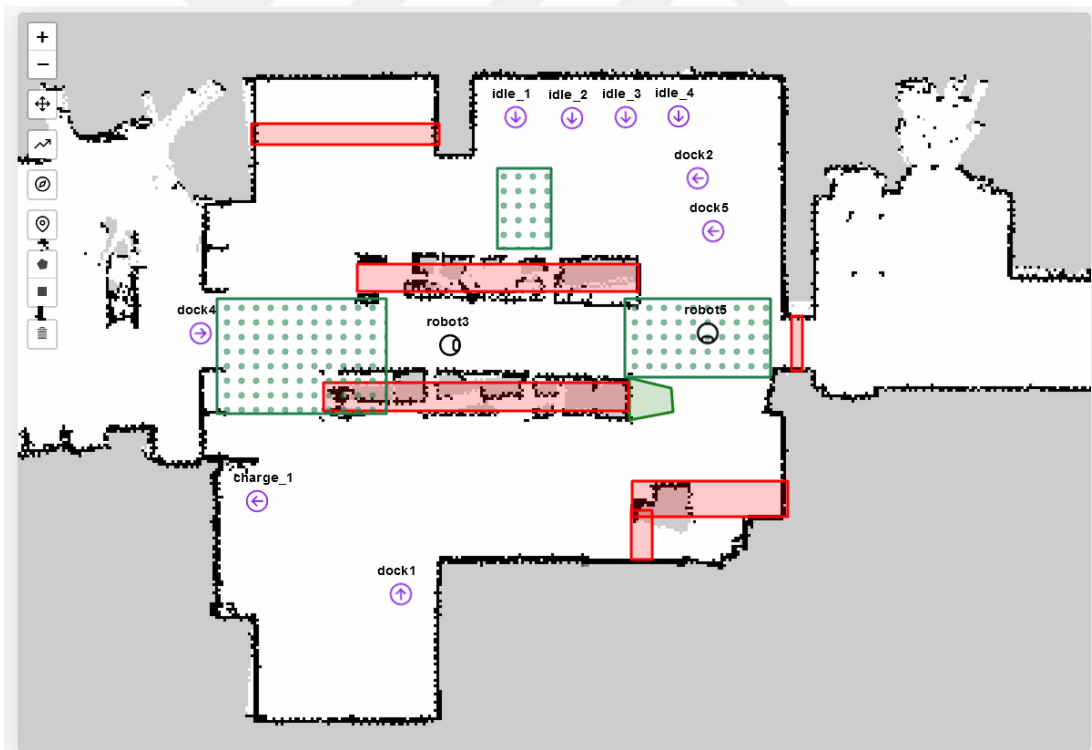 +
−
idle_1
idle_2
idle_3
idle_4
dock2
dock5
dock4
robot3
robot5
charge_1
dock1